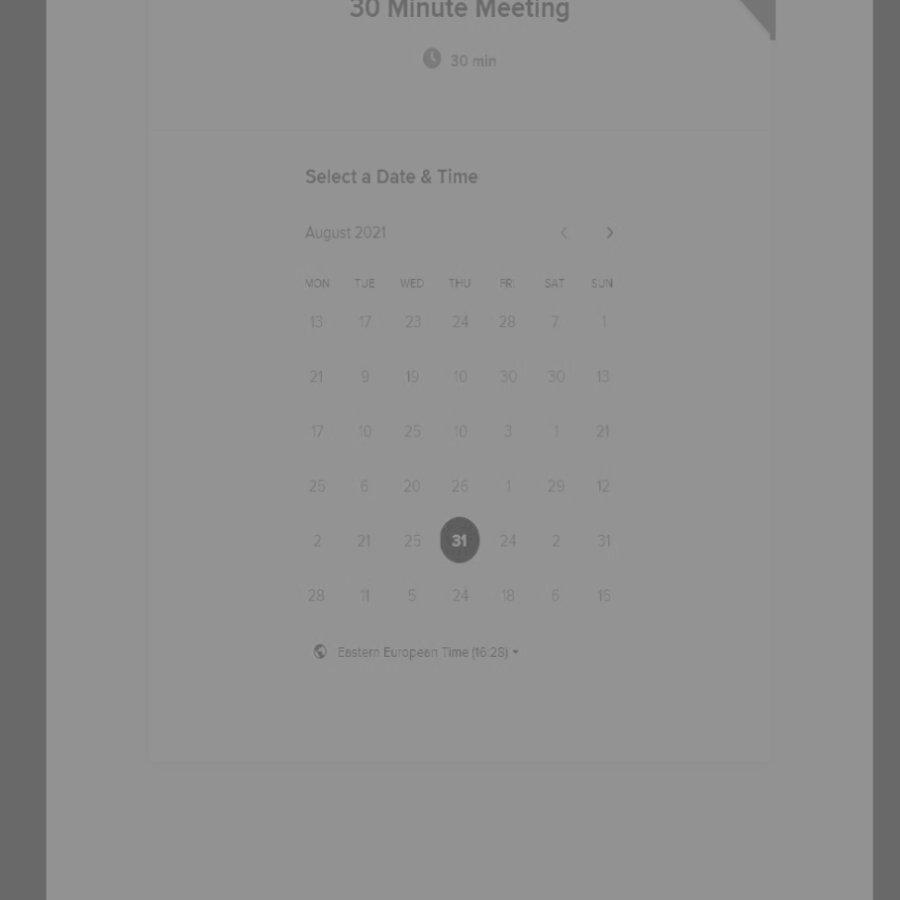 30 Minute Meeting
30 min
Select a Date & Time
August 2021
MON TUE WED THU FRI SAT SUN
13 17 23 24 28 7 1
21 9 19 10 30 30 13
17 10 25 10 3 1 21
25 6 20 26 1 29 12
2 21 25 31 24 2 31
28 11 5 24 18 6 15
Eastern European Time (16:28)